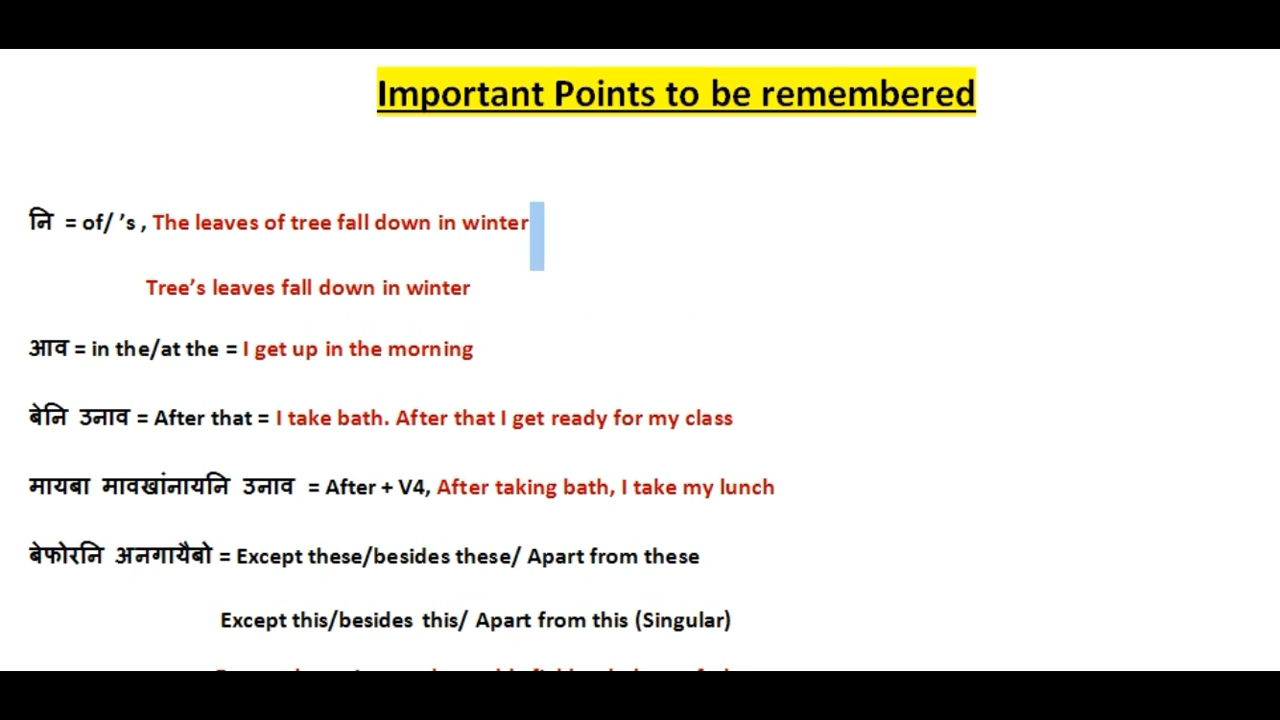 Important Points to be remembered
नि = of/ ’s , The leaves of tree fall down in winter
Tree’s leaves fall down in winter
आव = in the/at the = I get up in the morning
बेनि उनाव = After that = I take bath. After that I get ready for my class
मायबा मावखांनायनि उनाव = After + V4, After taking bath, I take my lunch
बेफोरनि अनगायैबो = Except these/besides these/ Apart from these
Except this/besides this/ Apart from this (Singular)